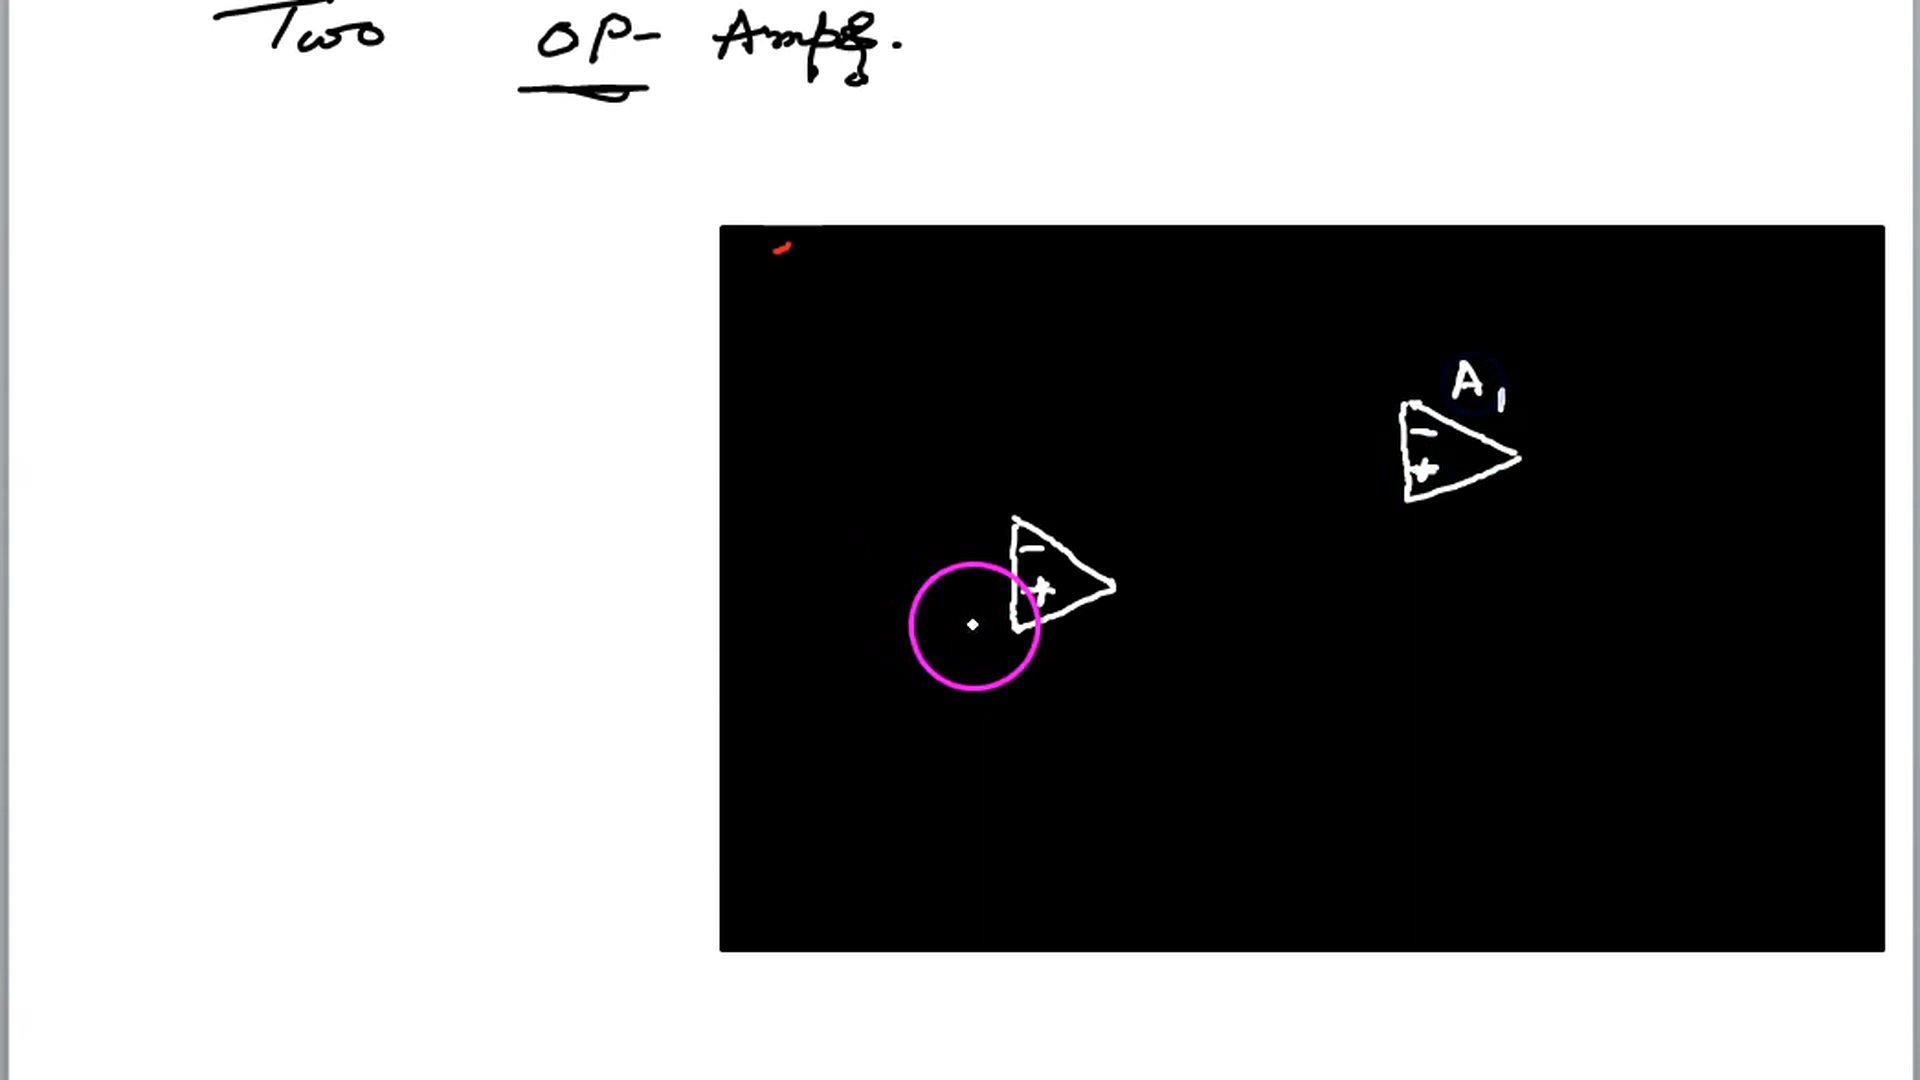 Two OP- Amps.
A1
- +
- +